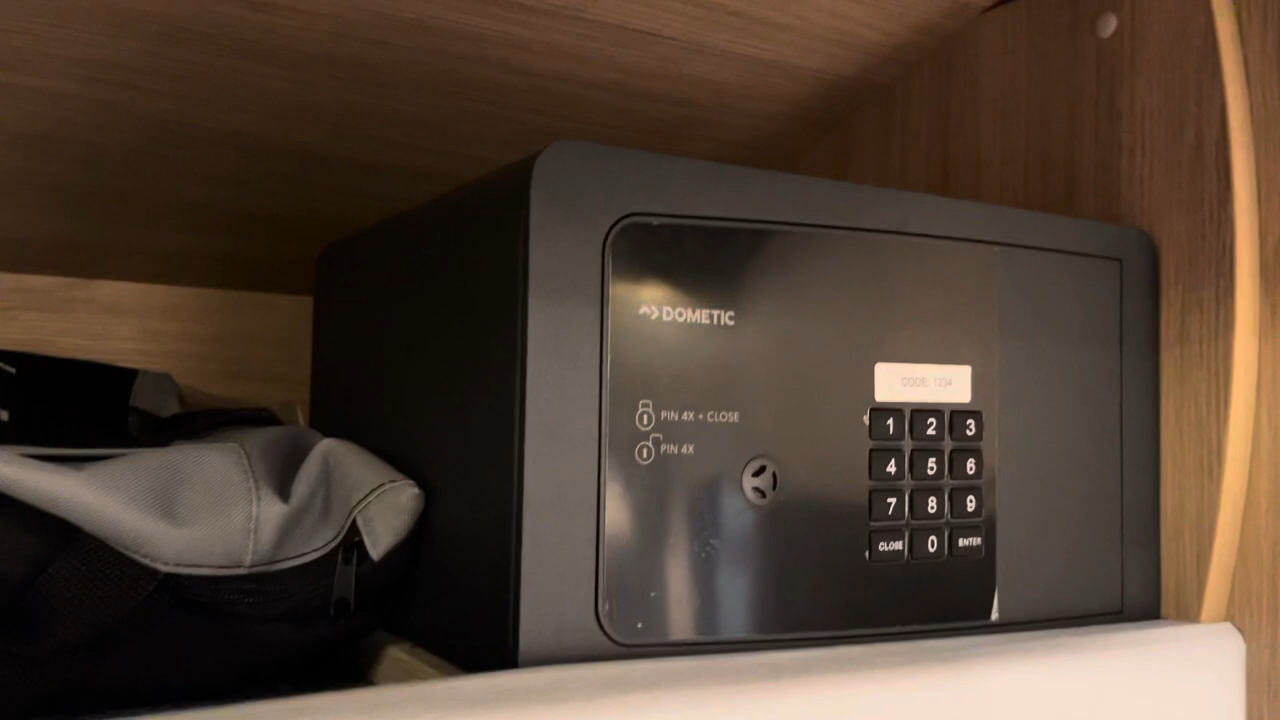 DOMETIC
CODE: 1234
PIN 4X + CLOSE
PIN 4X
1 2 3
4 5 6
7 8 9
CLOSE 0 ENTER